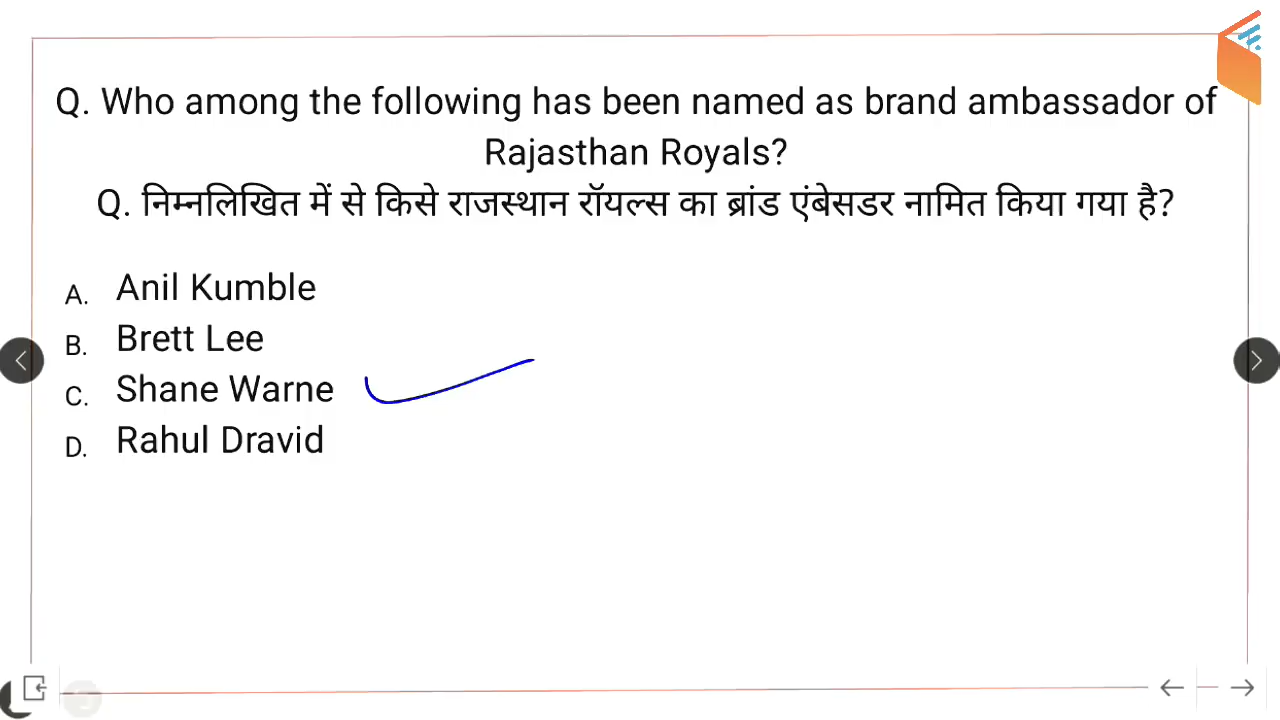 Q. Who among the following has been named as brand ambassador of
Rajasthan Royals?
Q. निम्नलिखित में से किसे राजस्थान रॉयल्स का ब्रांड एंबेसडर नामित किया गया है?
A. Anil Kumble
B. Brett Lee
C. Shane Warne
D. Rahul Dravid